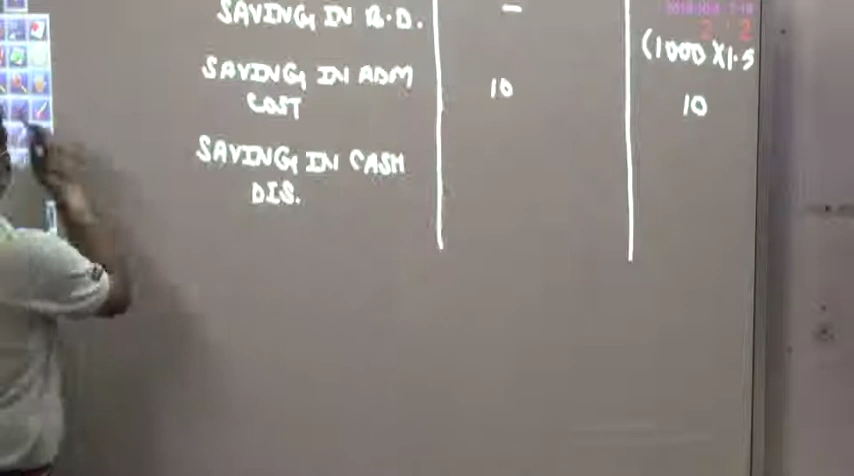 SAVING IN B.D. –
(1000 X1.5
SAVING IN ADM 10 10
COST
SAVING IN CASH
DIS.